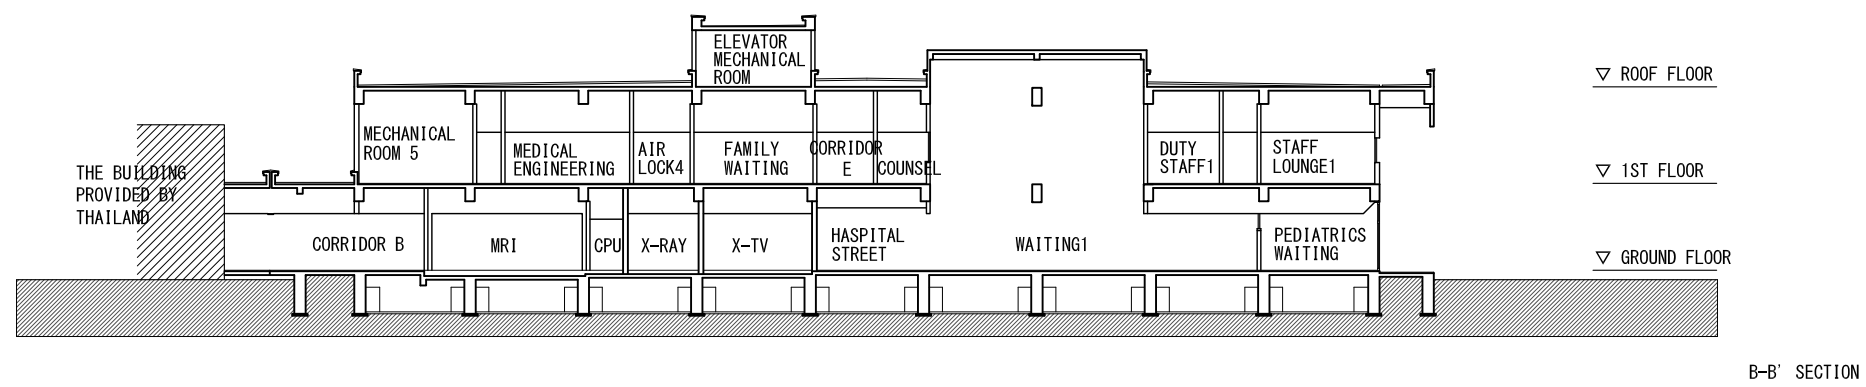 ELEVATOR
MECHANICAL
ROOM
▽ ROOF FLOOR
MECHANICAL
ROOM 5
MEDICAL
ENGINEERING
AIR
LOCK4
FAMILY
WAITING
CORRIDOR
E
COUNSEL
DUTY
STAFF1
STAFF
LOUNGE1
▽ 1ST FLOOR
THE BUILDING
PROVIDED BY
THAILAND
CORRIDOR B
MRI
CPU
X-RAY
X-TV
HASPITAL
STREET
WAITING1
PEDIATRICS
WAITING
▽ GROUND FLOOR
B-B' SECTION